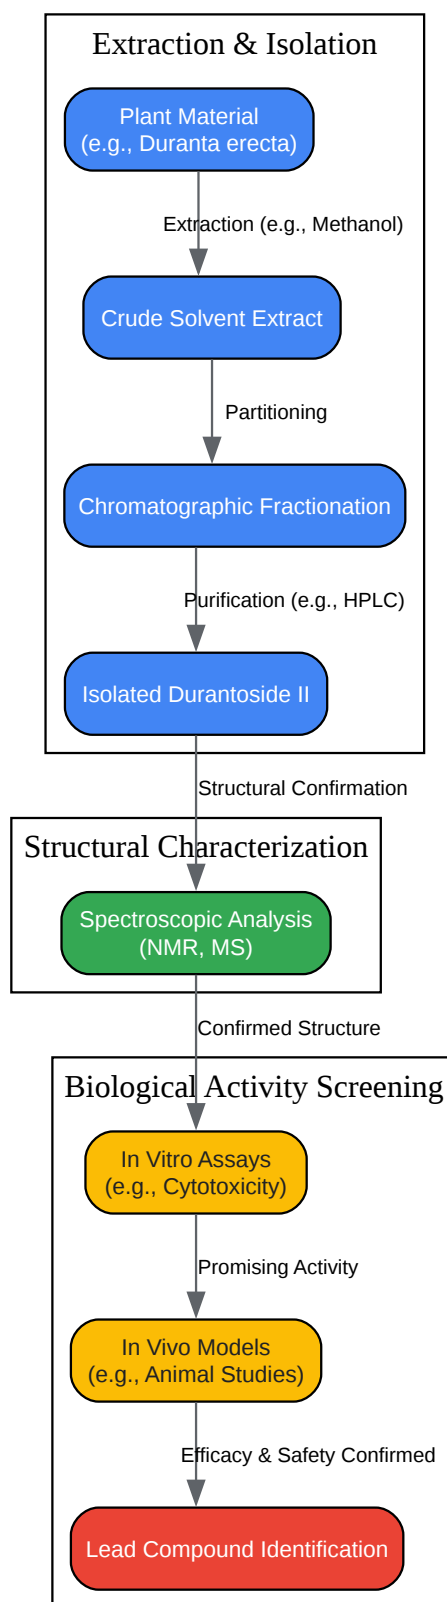 Extraction & Isolation
Plant Material
(e.g., Duranta erecta)
Extraction (e.g., Methanol)
Crude Solvent Extract
Partitioning
Chromatographic Fractionation
Purification (e.g., HPLC)
Isolated Durantoside II
Structural Confirmation
Structural Characterization
Spectroscopic Analysis
(NMR, MS)
Confirmed Structure
Biological Activity Screening
In Vitro Assays
(e.g., Cytotoxicity)
Promising Activity
In Vivo Models
(e.g., Animal Studies)
Efficacy & Safety Confirmed
Lead Compound Identification